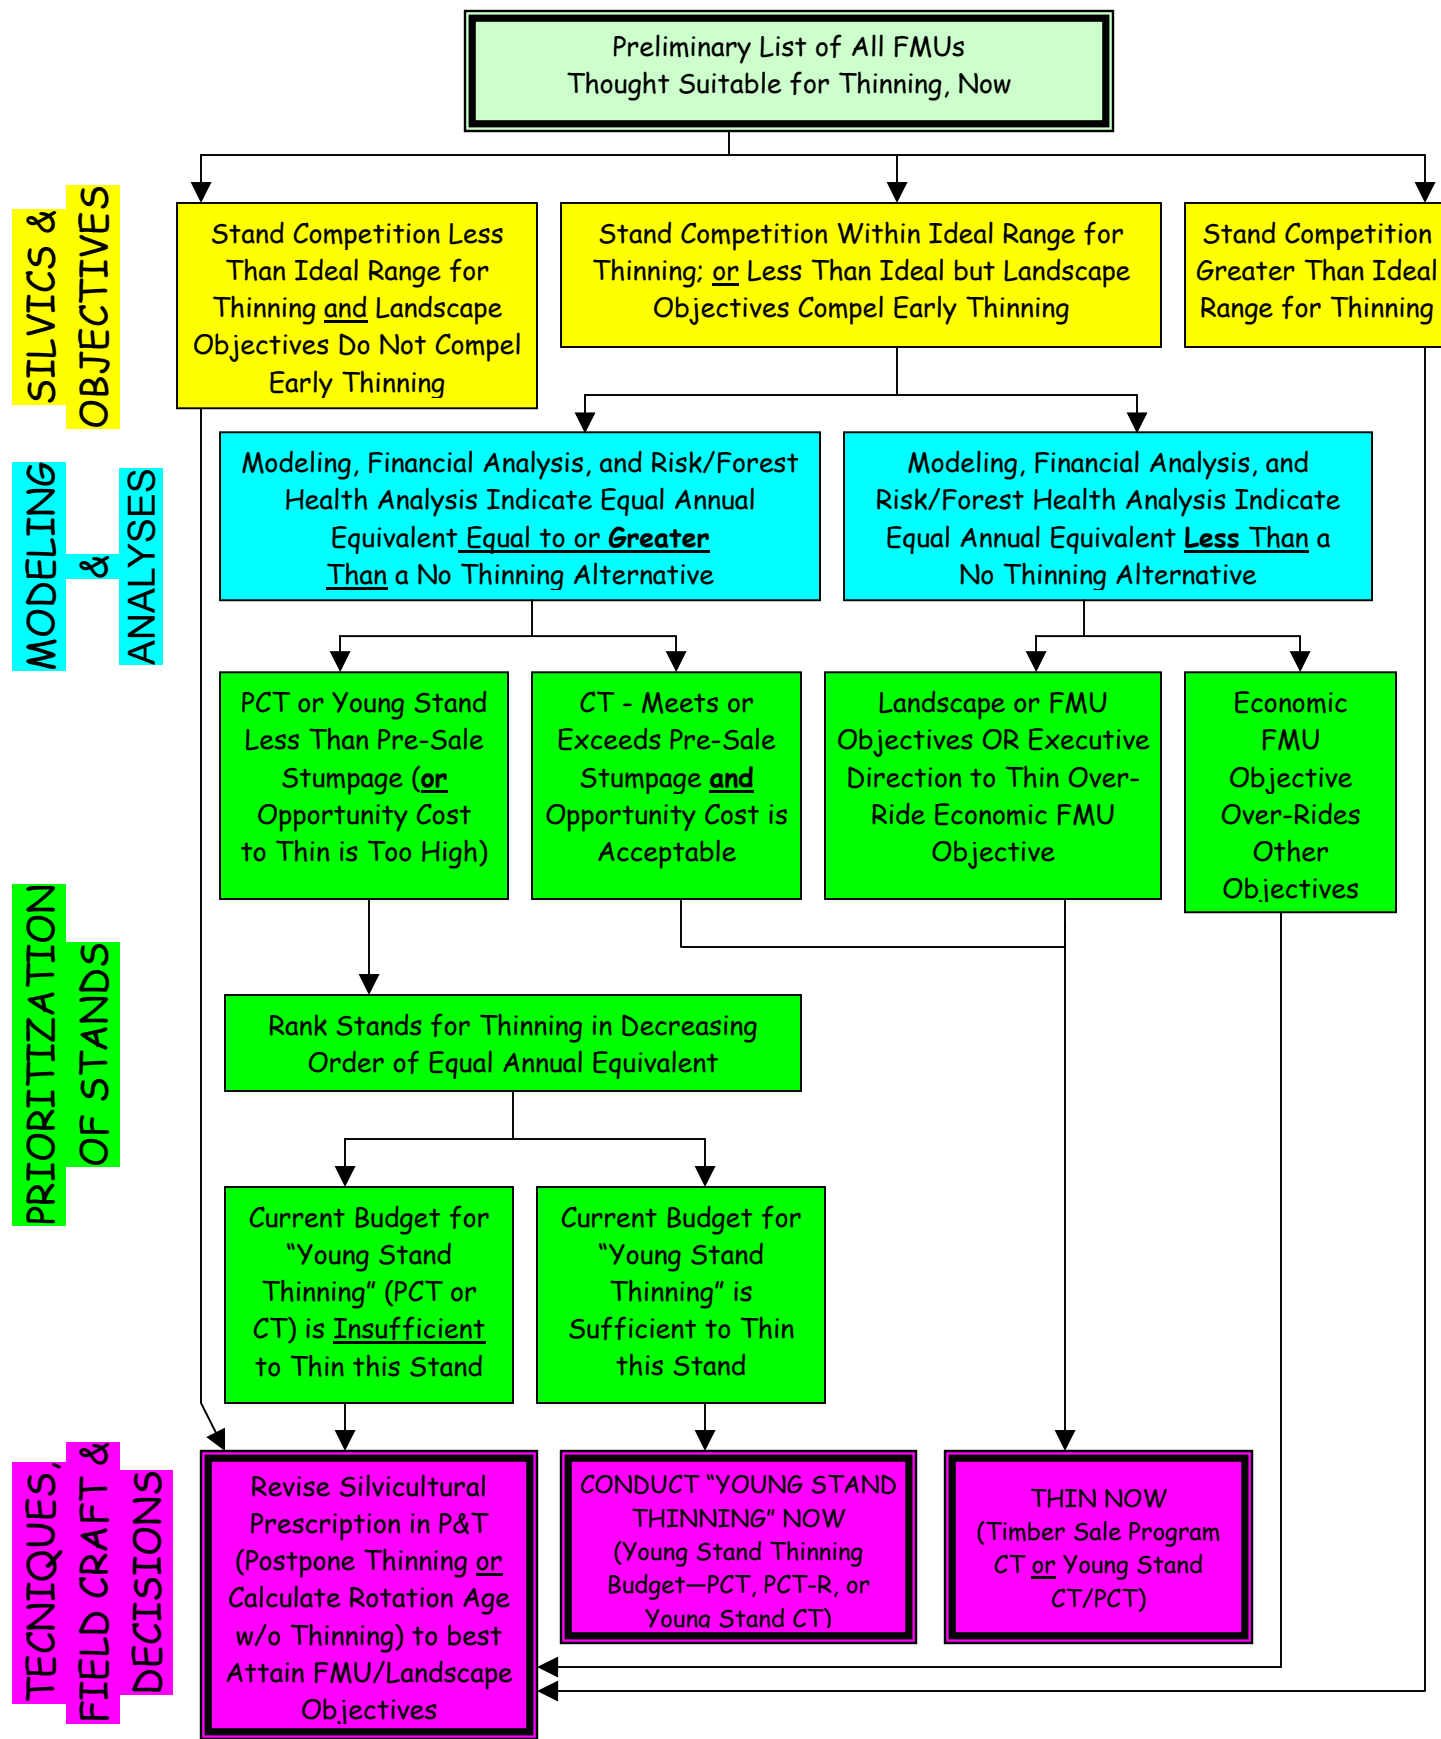 Preliminary List of All FMUs
Thought Suitable for Thinning, Now
SILVICS &
OBJECTIVES
Stand Competition Less
Than Ideal Range for
Thinning and Landscape
Objectives Do Not Compel
Early Thinning
Stand Competition Within Ideal Range for
Thinning; or Less Than Ideal but Landscape
Objectives Compel Early Thinning
Stand Competition
Greater Than Ideal
Range for Thinning
MODELING
&
ANALYSES
Modeling, Financial Analysis, and Risk/Forest
Health Analysis Indicate Equal Annual
Equivalent Equal to or Greater
Than a No Thinning Alternative
Modeling, Financial Analysis, and
Risk/Forest Health Analysis Indicate
Equal Annual Equivalent Less Than a
No Thinning Alternative
PRIORITIZATION
OF STANDS
PCT or Young Stand
Less Than Pre-Sale
Stumpage (or
Opportunity Cost
to Thin is Too High)
CT - Meets or
Exceeds Pre-Sale
Stumpage and
Opportunity Cost is
Acceptable
Landscape or FMU
Objectives OR Executive
Direction to Thin Over-
Ride Economic FMU
Objective
Economic
FMU
Objective
Over-Rides
Other
Objectives
Rank Stands for Thinning in Decreasing
Order of Equal Annual Equivalent
Current Budget for
“Young Stand
Thinning” (PCT or
CT) is Insufficient
to Thin this Stand
Current Budget for
“Young Stand
Thinning” is
Sufficient to Thin
this Stand
TECNIQUES,
FIELD CRAFT &
DECISIONS
Revise Silvicultural
Prescription in P&T
(Postpone Thinning or
Calculate Rotation Age
w/o Thinning) to best
Attain FMU/Landscape
Objectives
CONDUCT “YOUNG STAND
THINNING” NOW
(Young Stand Thinning
Budget—PCT, PCT-R, or
Young Stand CT)
THIN NOW
(Timber Sale Program
CT or Young Stand
CT/PCT)